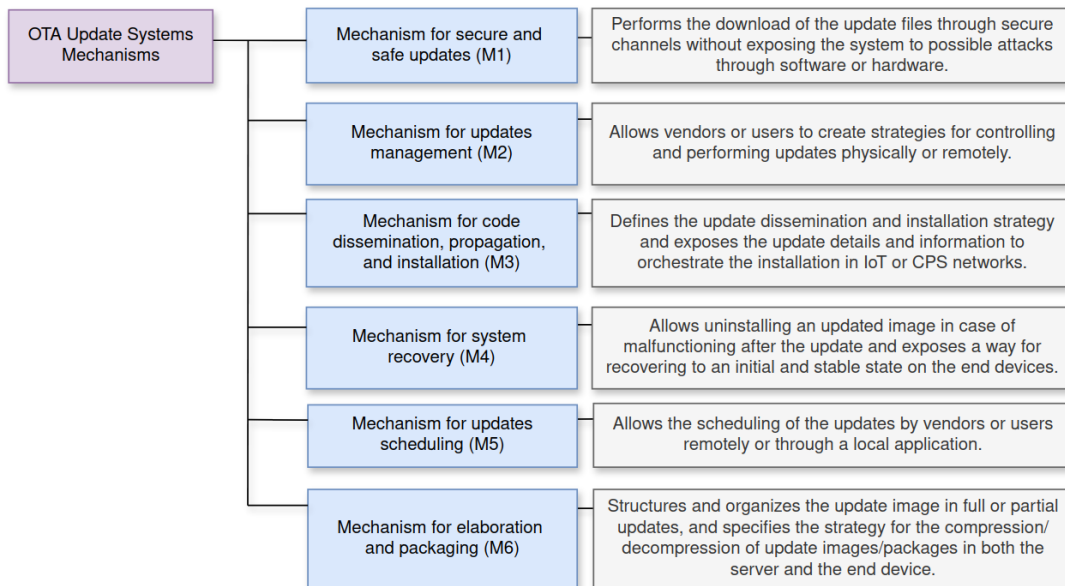 OTA Update Systems
Mechanisms
Mechanism for secure and
safe updates (M1)
Performs the download of the update files through secure
channels without exposing the system to possible attacks
through software or hardware.
Mechanism for updates
management (M2)
Allows vendors or users to create strategies for controlling
and performing updates physically or remotely.
Mechanism for code
dissemination, propagation,
and installation (M3)
Defines the update dissemination and installation strategy
and exposes the update details and information to
orchestrate the installation in IoT or CPS networks.
Mechanism for system
recovery (M4)
Allows uninstalling an updated image in case of
malfunctioning after the update and exposes a way for
recovering to an initial and stable state on the end devices.
Mechanism for updates
scheduling (M5)
Allows the scheduling of the updates by vendors or users
remotely or through a local application.
Mechanism for elaboration
and packaging (M6)
Structures and organizes the update image in full or partial
updates, and specifies the strategy for the compression/
decompression of update images/packages in both the
server and the end device.